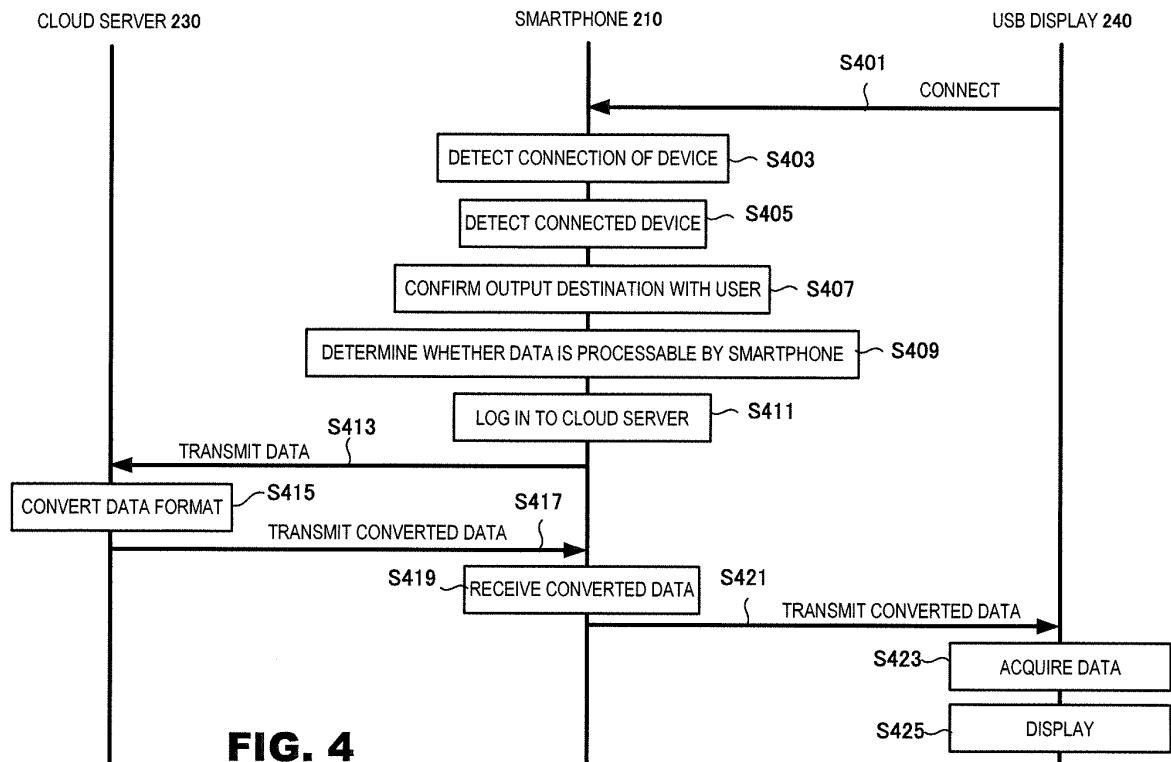 CLOUD SERVER 230
SMARTPHONE 210
USB DISPLAY 240
S401
CONNECT
DETECT CONNECTION OF DEVICE
S403
DETECT CONNECTED DEVICE
S405
CONFIRM OUTPUT DESTINATION WITH USER
S407
DETERMINE WHETHER DATA IS PROCESSABLE BY SMARTPHONE
S409
LOG IN TO CLOUD SERVER
S411
S413
TRANSMIT DATA
CONVERT DATA FORMAT
S415
S417
TRANSMIT CONVERTED DATA
S419
RECEIVE CONVERTED DATA
S421
TRANSMIT CONVERTED DATA
S423
ACQUIRE DATA
S425
DISPLAY
FIG. 4